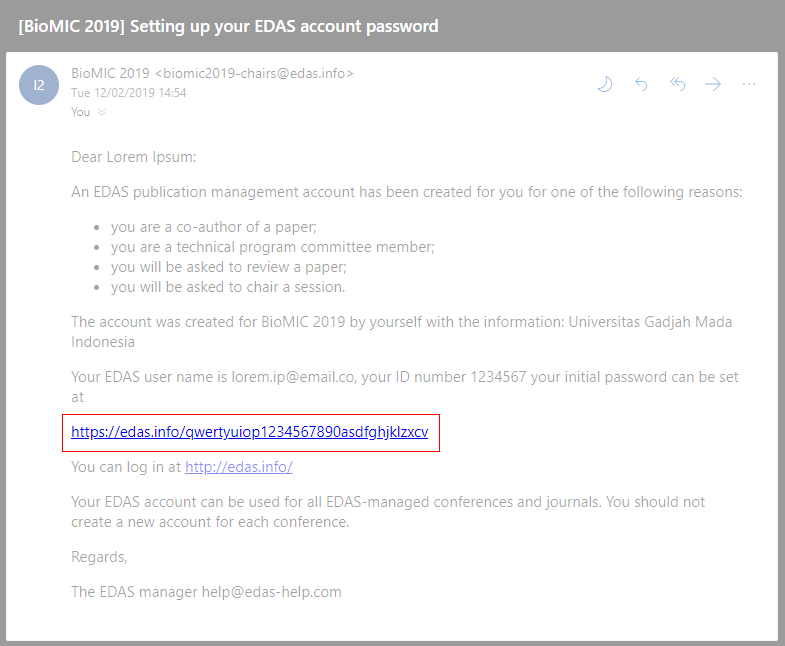 [BioMIC 2019] Setting up your EDAS account password
I2
BioMIC 2019 <biomic2019-chairs@edas.info>
Tue 12/02/2019 14:54
You
Dear Lorem Ipsum:
An EDAS publication management account has been created for you for one of the following reasons:
• you are a co-author of a paper;
• you are a technical program committee member;
• you will be asked to review a paper;
• you will be asked to chair a session.
The account was created for BioMIC 2019 by yourself with the information: Universitas Gadjah Mada
Indonesia
Your EDAS user name is lorem.ip@email.co, your ID number 1234567 your initial password can be set
at
https://edas.info/qwertyuiop1234567890asdfghjklzxcv
You can log in at http://edas.info/
Your EDAS account can be used for all EDAS-managed conferences and journals. You should not
create a new account for each conference.
Regards,
The EDAS manager help@edas-help.com